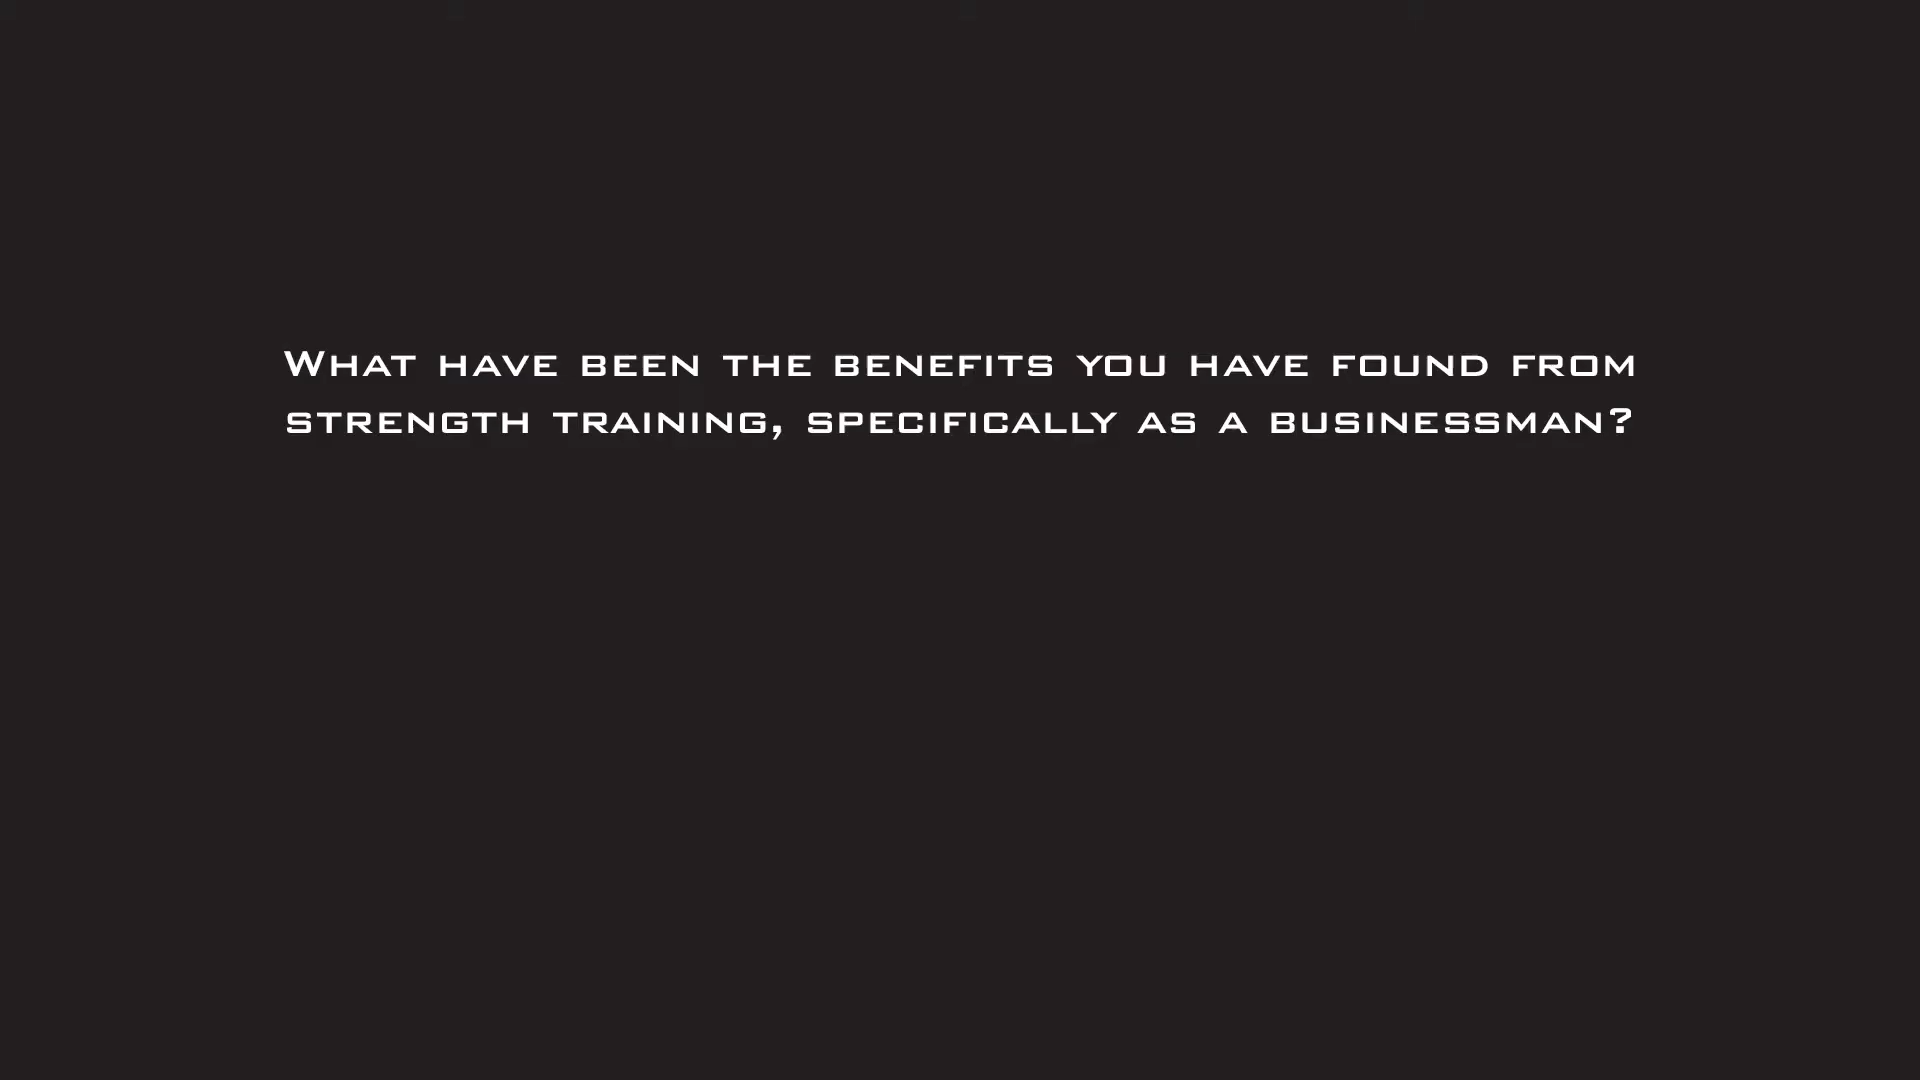 What have been the benefits you have found from
strength training, specifically as a businessman?